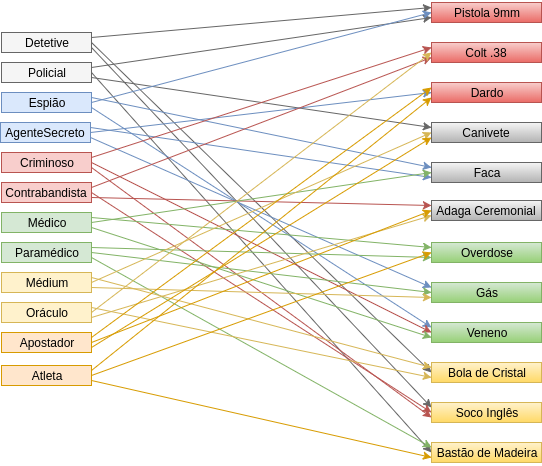 Detetive
Policial
Espião
AgenteSecreto
Criminoso
Contrabandista
Médico
Paramédico
Médium
Oráculo
Apostador
Atleta
Pistola 9mm
Colt .38
Dardo
Canivete
Faca
Adaga Ceremonial
Overdose
Gás
Veneno
Bola de Cristal
Soco Inglês
Bastão de Madeira